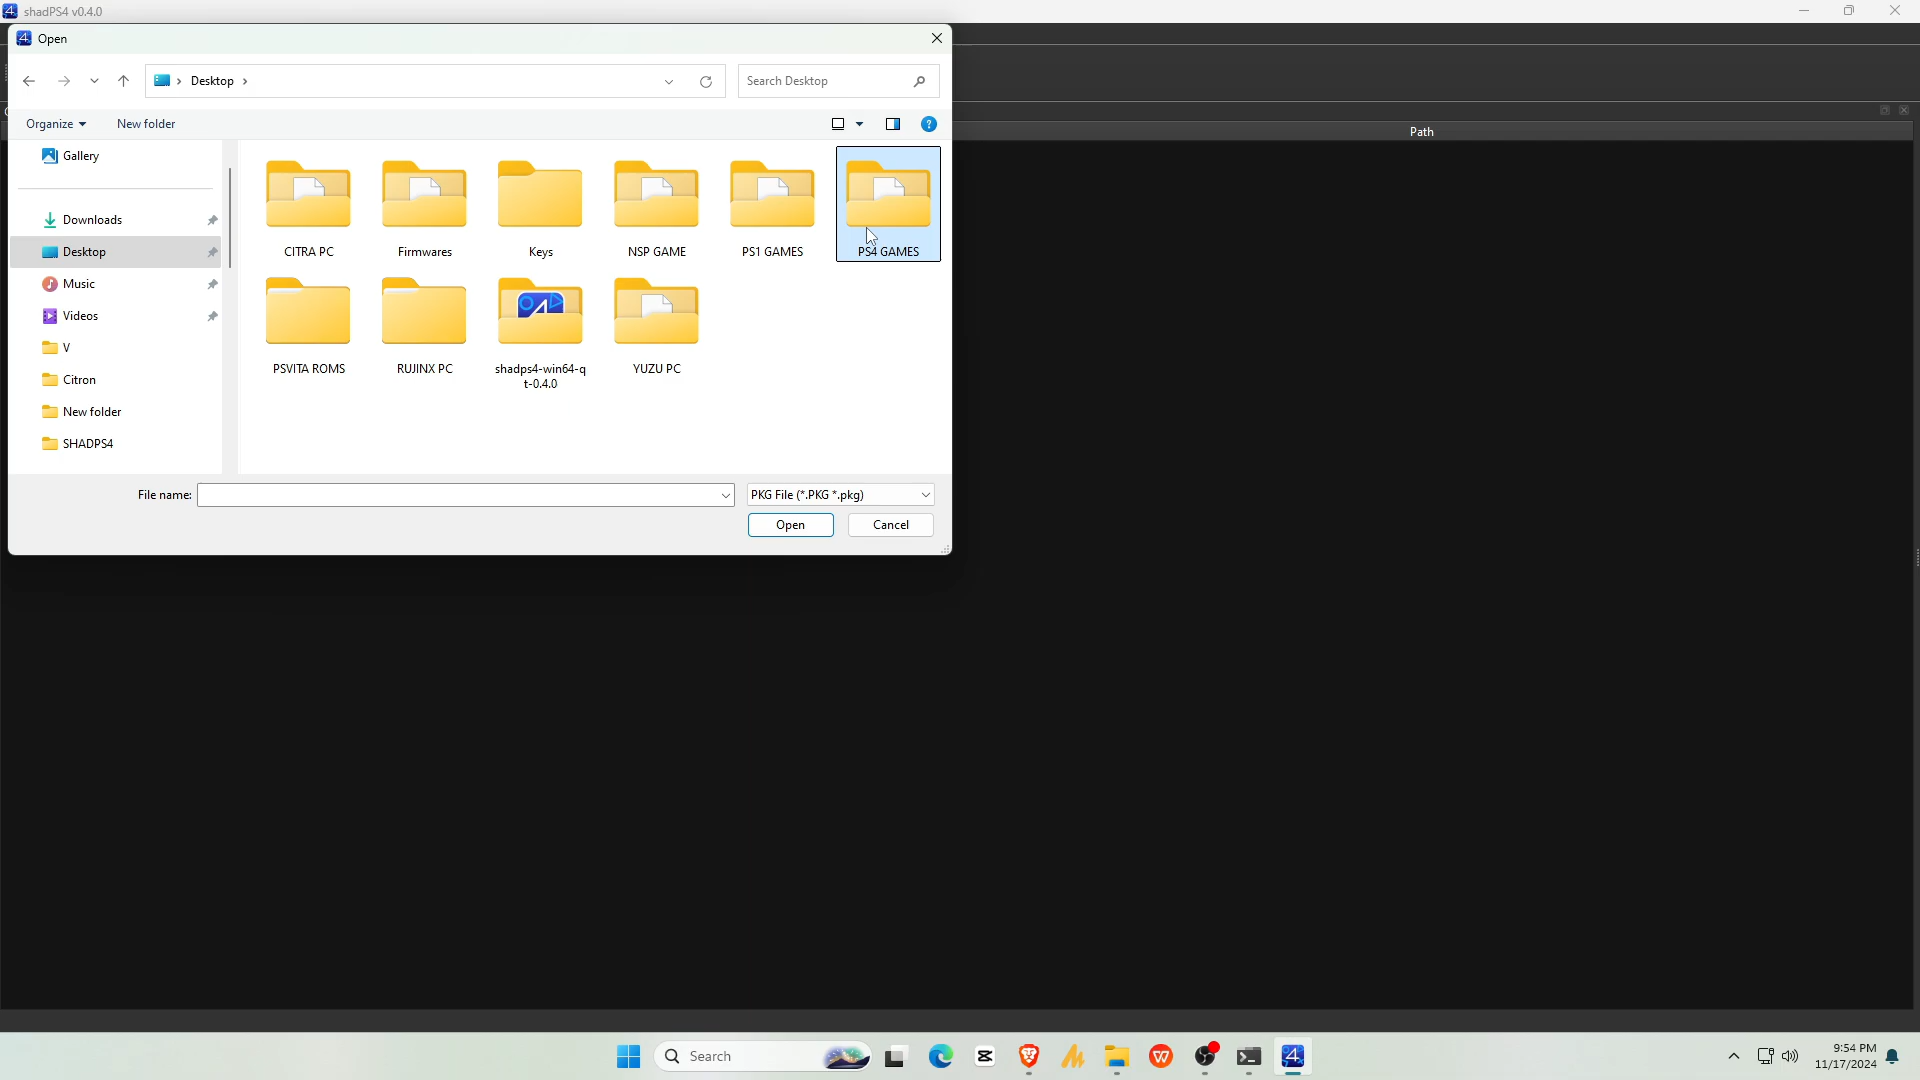 shadPS4 v0.4.0
Open
Desktop
Search Desktop
Organize
New folder
Path
Gallery
Downloads
Desktop
Music
Videos
V
Citron
New folder
SHADPS4
CITRA PC
Firmwares
Keys
NSP GAME
PS1 GAMES
PS4 GAMES
PSVITA ROMS
RUJINX PC
shadps4-win64-q
t-0.4.0
YUZU PC
File name:
PKG File (*.PKG *.pkg)
Open
Cancel
Search
9:54 PM
11/17/2024